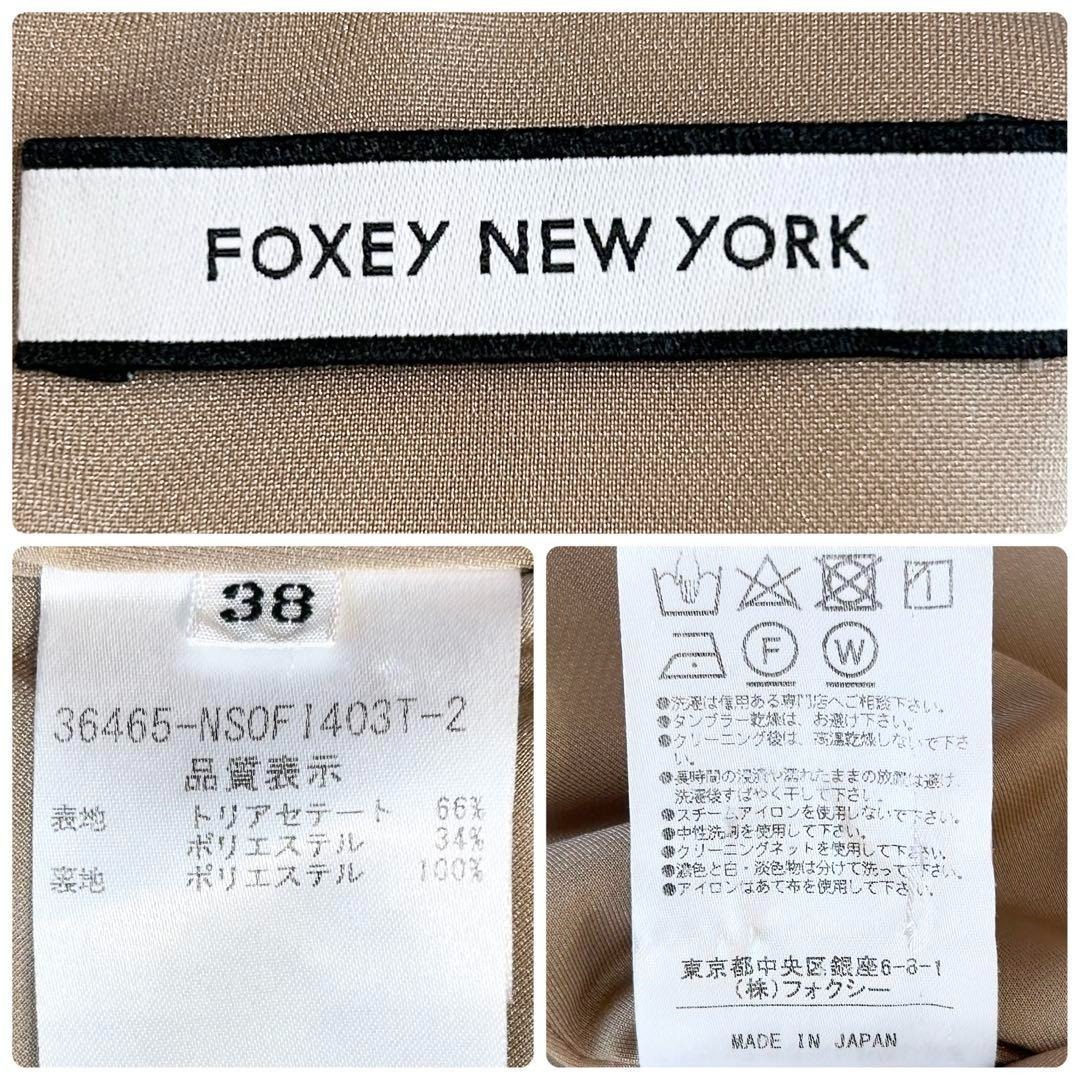 FOXEY NEW YORK
38
36465-NSOFI403T-2
品質表示
表地 トリアセテート 66%
ポリエステル 34%
裏地 ポリエステル 100%
F W
●洗濯は信用ある専門店へご相談下さい。
●タンブラー乾燥は、お避け下さい。
●クリーニング後は、高温乾燥しないで下さい。
●長時間の浸漬や濡れたままの放置は避け、
洗濯後すばやく干して下さい。
●スチームアイロンを使用しないで下さい。
●中性洗剤を使用して下さい。
●クリーニングネットを使用して下さい。
●濃色と白・淡色物は分けて洗って下さい。
●アイロンはあて布を使用して下さい。
東京都中央区銀座6-8-1
(株)フォクシー
MADE IN JAPAN